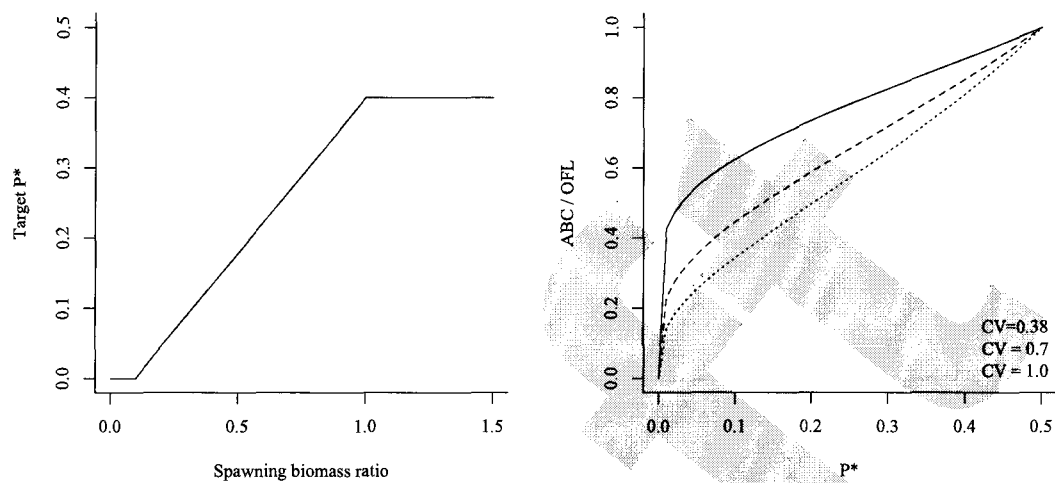 Target P*
0.0 0.1 0.2 0.3 0.4 0.5
0.0 0.5 1.0 1.5
Spawning biomass ratio
ABC / OFL
0.0 0.2 0.4 0.6 0.8 1.0
CV=0.38
CV = 0.7
CV = 1.0
0.0 0.1 0.2 0.3 0.4 0.5
P*